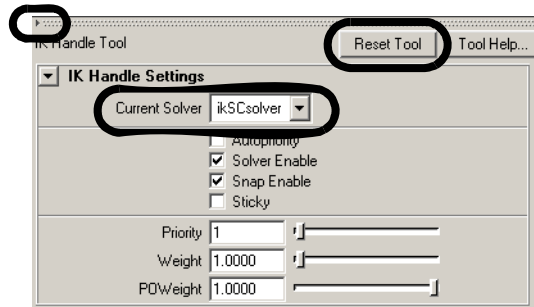 IK Handle Tool Reset Tool Tool Help...
IK Handle Settings
Current Solver ikSCsolver
Autopriority
Solver Enable
Snap Enable
Sticky
Priority 1
Weight 1.0000
POWeight 1.0000